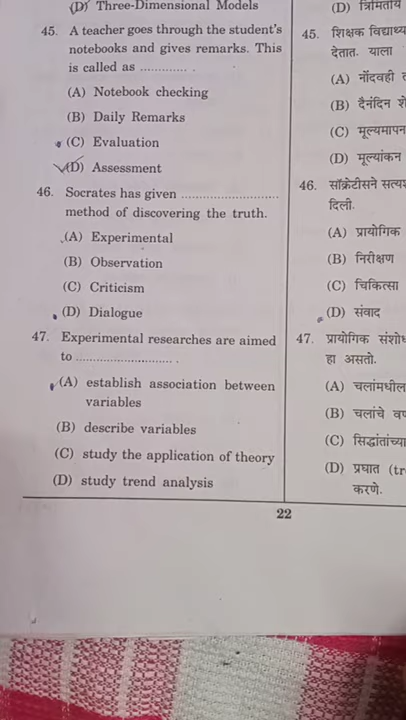 (D) Three-Dimensional Models
45. A teacher goes through the student's
notebooks and gives remarks. This
is called as .............
(A) Notebook checking
(B) Daily Remarks
(C) Evaluation
(D) Assessment
46. Socrates has given ..........................
method of discovering the truth.
(A) Experimental
(B) Observation
(C) Criticism
(D) Dialogue
47. Experimental researches are aimed
to .......................... .
(A) establish association between
variables
(B) describe variables
(C) study the application of theory
(D) study trend analysis
(D) त्रिमितीय
45. शिक्षक विद्यार्थ्य
देतात. याला
(A) नोंदवही
(B) दैनंदिन शे
(C) मूल्यमापन
(D) मूल्यांकन
46. सॉक्रेटीसने सत्यश
दिली.
(A) प्रायोगिक
(B) निरीक्षण
(C) चिकित्सा
(D) संवाद
47. प्रायोगिक संशोध
हा असतो.
(A) चलांमधील
(B) चलांचे वण
(C) सिद्धांतांच्या
(D) प्रघात (tr
करणे.
22